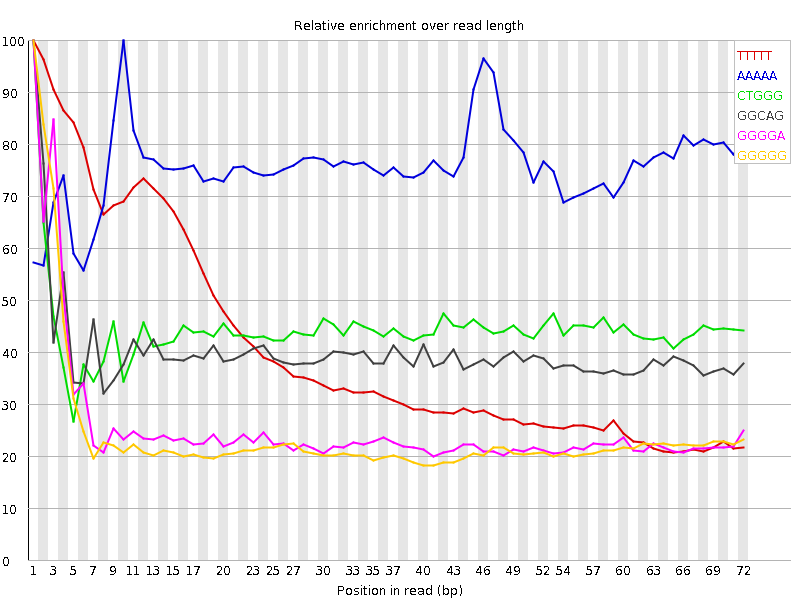 Relative enrichment over read length
100
90
80
70
60
50
40
30
20
10
0
TTTTT
AAAAA
CTGGG
GGCAG
GGGGA
GGGGG
1 3 5 7 9 11 13 15 17 20 23 25 27 30 33 35 37 40 43 46 49 52 54 57 60 63 66 69 72
Position in read (bp)